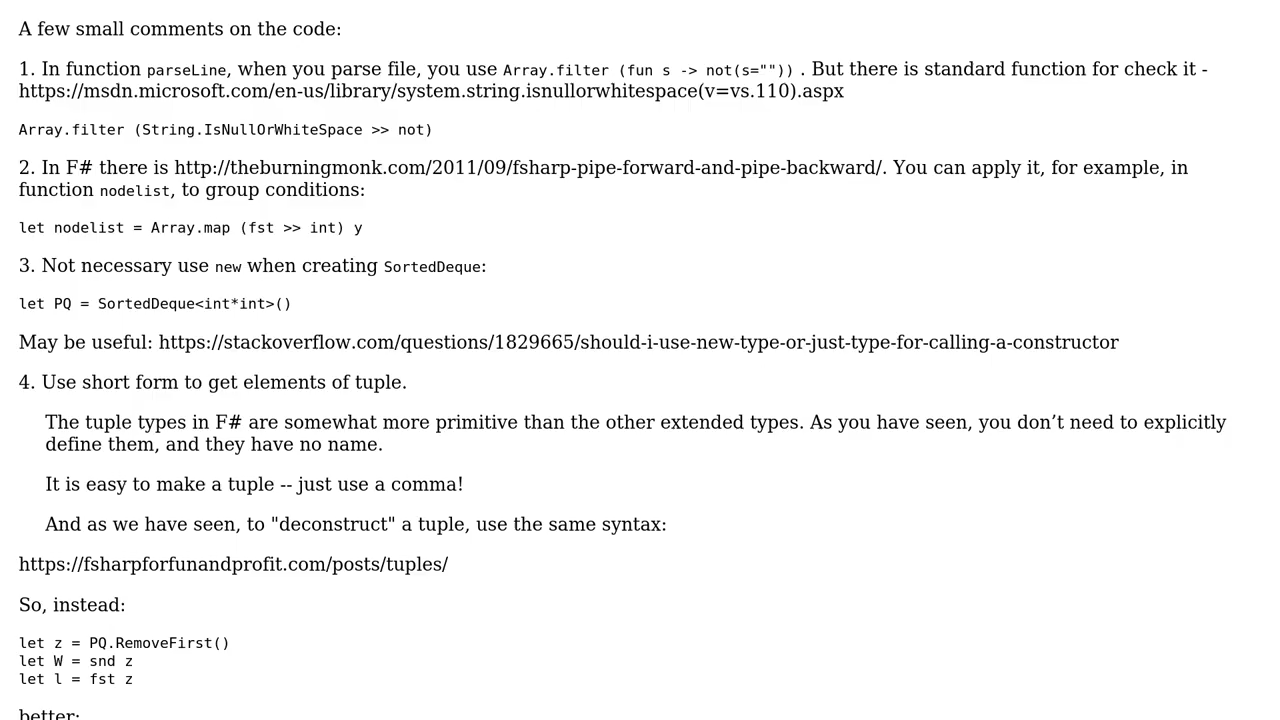 A few small comments on the code:
1. In function parseLine, when you parse file, you use Array.filter (fun s -> not(s="")) . But there is standard function for check it -
https://msdn.microsoft.com/en-us/library/system.string.isnullorwhitespace(v=vs.110).aspx
Array.filter (String.IsNullOrWhiteSpace >> not)
2. In F# there is http://theburningmonk.com/2011/09/fsharp-pipe-forward-and-pipe-backward/. You can apply it, for example, in
function nodelist, to group conditions:
let nodelist = Array.map (fst >> int) y
3. Not necessary use new when creating SortedDeque:
let PQ = SortedDeque<int*int>()
May be useful: https://stackoverflow.com/questions/1829665/should-i-use-new-type-or-just-type-for-calling-a-constructor
4. Use short form to get elements of tuple.
The tuple types in F# are somewhat more primitive than the other extended types. As you have seen, you don’t need to explicitly
define them, and they have no name.
It is easy to make a tuple -- just use a comma!
And as we have seen, to "deconstruct" a tuple, use the same syntax:
https://fsharpforfunandprofit.com/posts/tuples/
So, instead:
let z = PQ.RemoveFirst()
let W = snd z
let l = fst z
better: